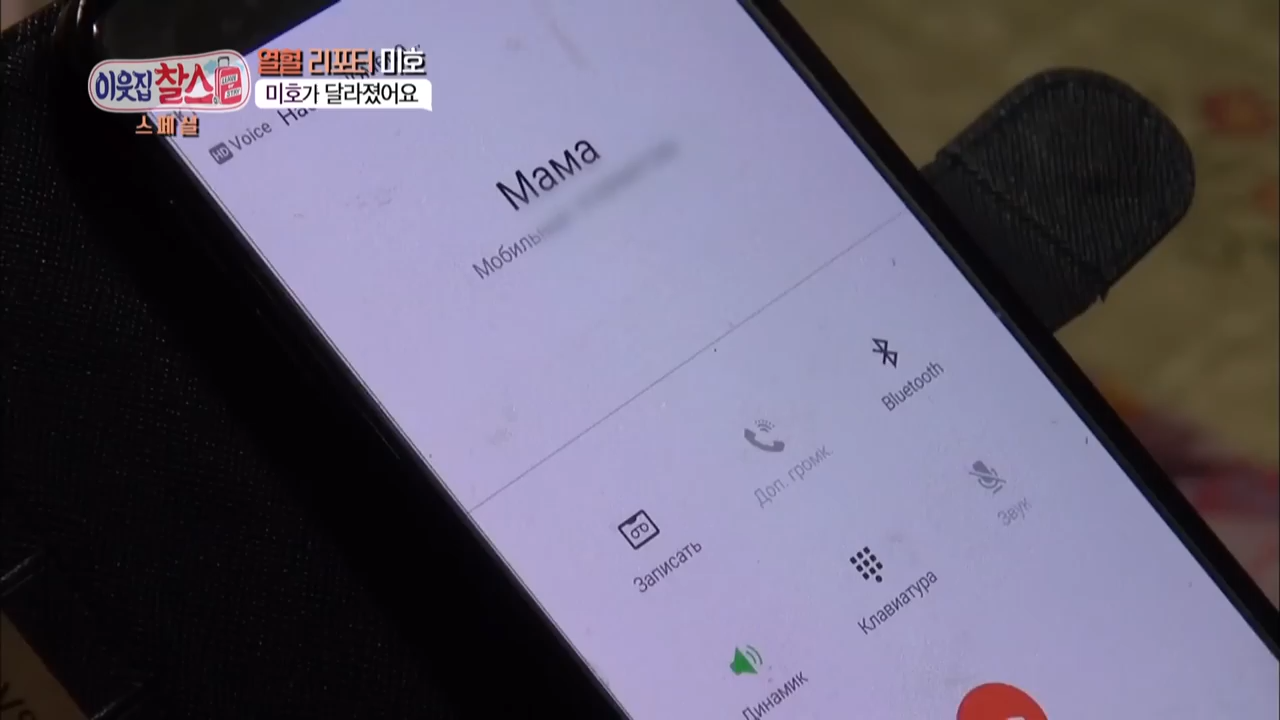 이웃집 찰스
스페셜
열혈 리포터 미호
미호가 달라졌어요
HD Voice
Мама
Bluetooth
Доп. громк.
Звук
Записать
Клавиатура
Динамик